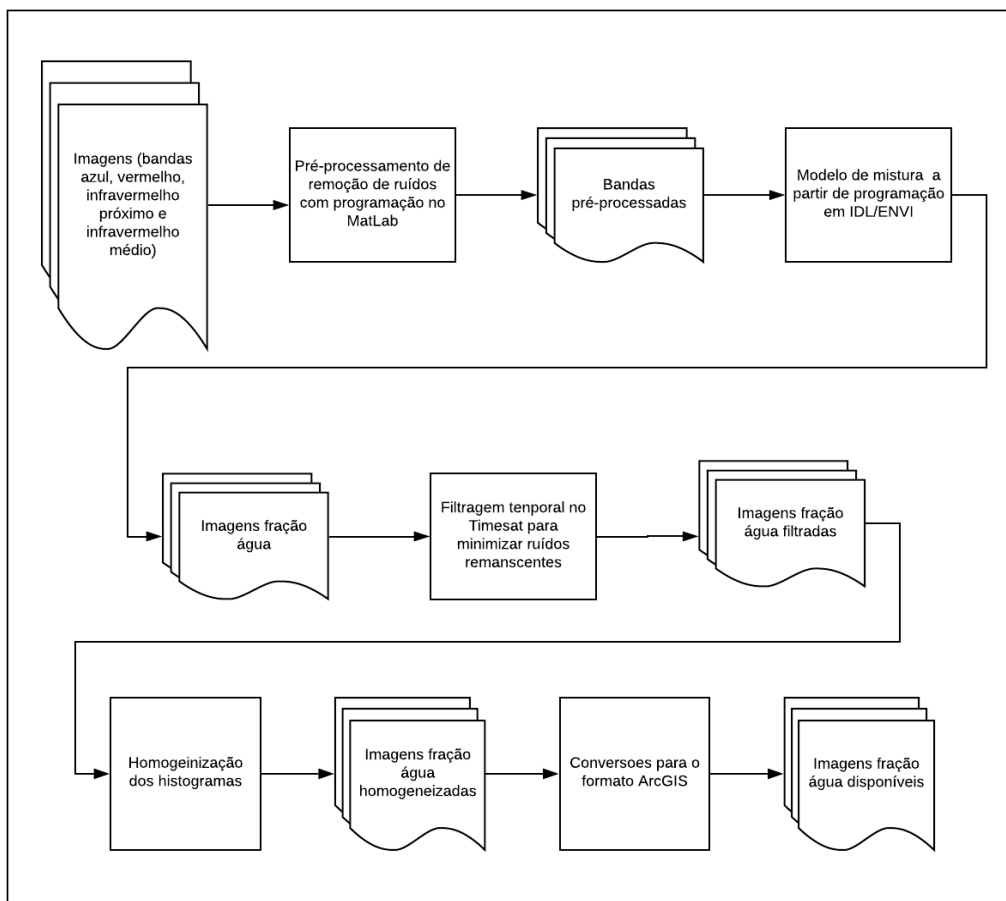 Imagens (bandas
azul, vermelho,
infravermelho
próximo e
infravermelho
médio)
Pré-processamento de
remoção de ruídos
com programação no
MatLab
Bandas
pré-processadas
Modelo de mistura a
partir de programação
em IDL/ENVI
Imagens fração
água
Filtragem tenporal no
Timesat para
minimizar ruídos
remanscentes
Imagens fração
água filtradas
Homogeinização
dos histogramas
Imagens fração
água
homogeneizadas
Conversoes para o
formato ArcGIS
Imagens fração
água disponíveis